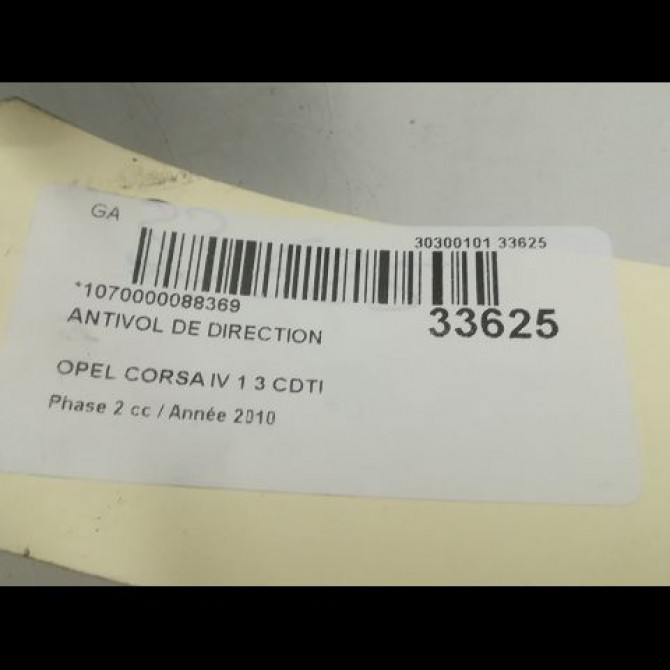 GA
30300101 33625
*1070000088369
33625
ANTIVOL DE DIRECTION
OPEL CORSA IV 1 3 CDTI
Phase 2 cc / Année 2010